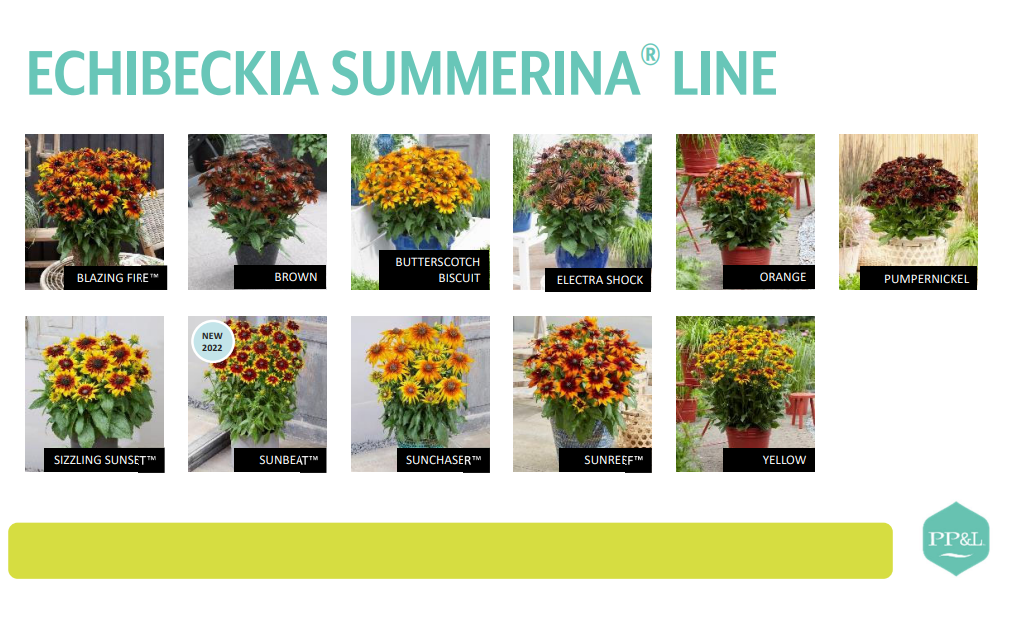 ECHIBECKIA SUMMERINA® LINE
BLAZING FIRE™
BROWN
BUTTERSCOTCH
BISCUIT
ELECTRA SHOCK
ORANGE
PUMPERNICKEL
SIZZLING SUNSET™
NEW
2022
SUNBEAT™
SUNCHASER™
SUNREEF™
YELLOW
PP&L